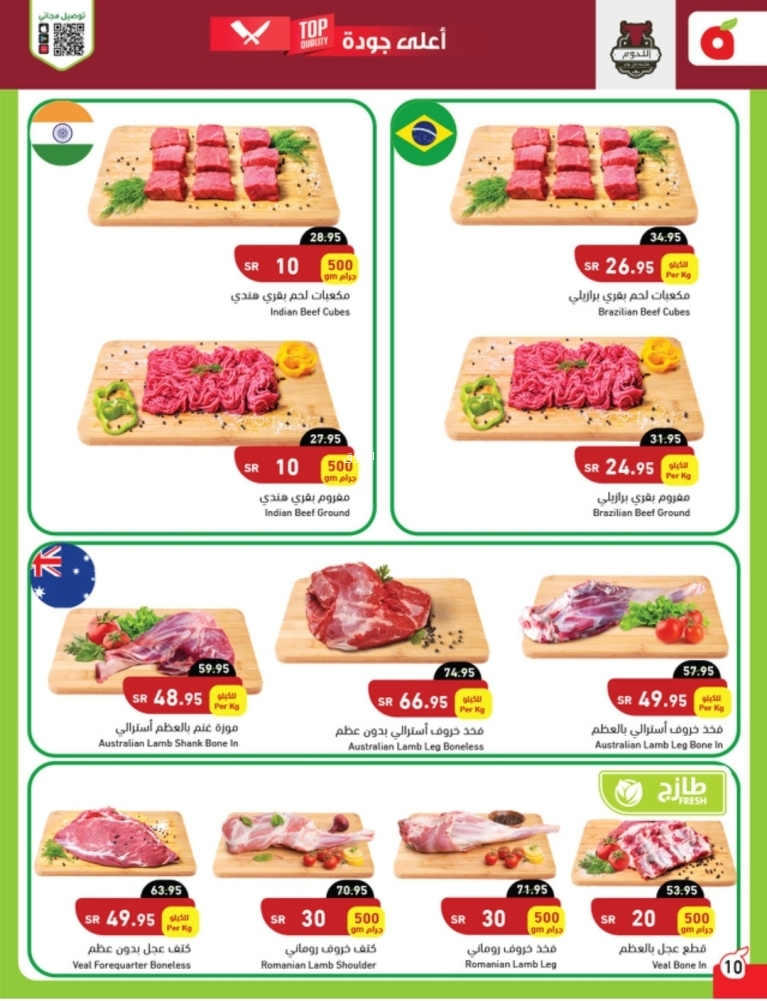 توصيل مجاني
أعلى جودة
TOP
QUALITY
اللحوم
28.95
SR 10
500
جرام gm
مكعبات لحم بقري هندي
Indian Beef Cubes
34.95
SR 26.95
للكيلو
Per Kg
مكعبات لحم بقري برازيلي
Brazilian Beef Cubes
27.95
SR 10
500
جرام gm
مفروم بقري هندي
Indian Beef Ground
31.95
SR 24.95
للكيلو
Per Kg
مفروم بقري برازيلي
Brazilian Beef Ground
59.95
SR 48.95
للكيلو
Per Kg
موزة غنم بالعظم أسترالي
Australian Lamb Shank Bone In
74.95
SR 66.95
للكيلو
Per Kg
فخذ خروف أسترالي بدون عظم
Australian Lamb Leg Boneless
57.95
SR 49.95
للكيلو
Per Kg
فخذ خروف أسترالي بالعظم
Australian Lamb Leg Bone In
طازج
FRESH
63.95
SR 49.95
للكيلو
Per Kg
كتف عجل بدون عظم
Veal Forequarter Boneless
70.95
SR 30
500
جرام gm
كتف خروف روماني
Romanian Lamb Shoulder
71.95
SR 30
500
جرام gm
فخذ خروف روماني
Romanian Lamb Leg
53.95
SR 20
500
جرام gm
قطع عجل بالعظم
Veal Bone In
10